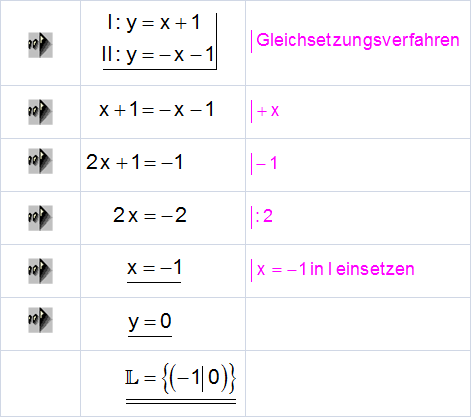 I: y = x + 1
II: y = −x − 1
|Gleichsetzungsverfahren
x + 1 = −x − 1
|+ x
2x + 1 = −1
|− 1
2x = −2
|: 2
x = −1
|x = −1 in I einsetzen
y = 0
𝕃 = {(−1|0)}